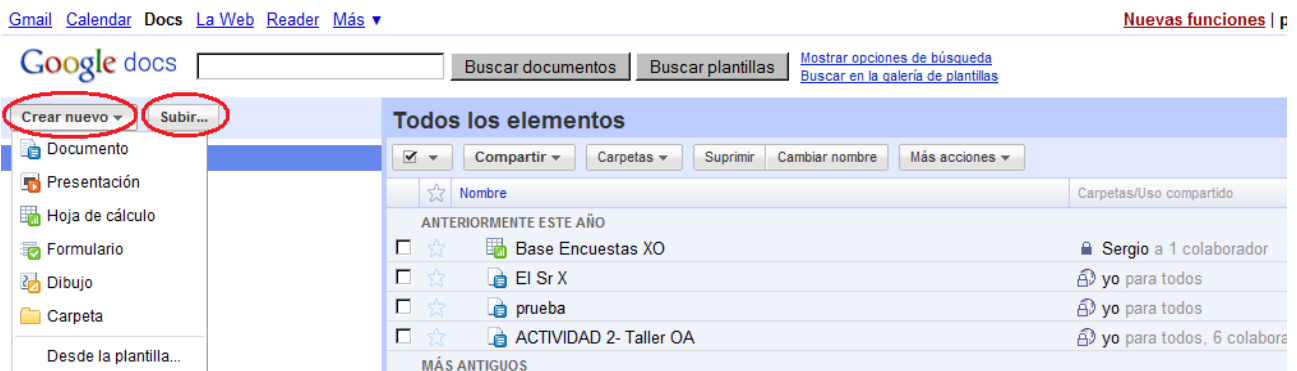 Gmail Calendar Docs La Web Reader Más ▼ Nuevas funciones | p
Google docs Buscar documentos Buscar plantillas Mostrar opciones de búsqueda
Buscar en la galería de plantillas
Crear nuevo Subir...
Documento
Presentación
Hoja de cálculo
Formulario
Dibujo
Carpeta
Desde la plantilla...
Todos los elementos
Compartir Carpetas Suprimir Cambiar nombre Más acciones
Nombre Carpetas/Uso compartido
ANTERIORMENTE ESTE AÑO
Base Encuestas XO Sergio a 1 colaborador
El Sr X yo para todos
prueba yo para todos
ACTIVIDAD 2- Taller OA yo para todos, 6 colabora
MÁS ANTIGUOS